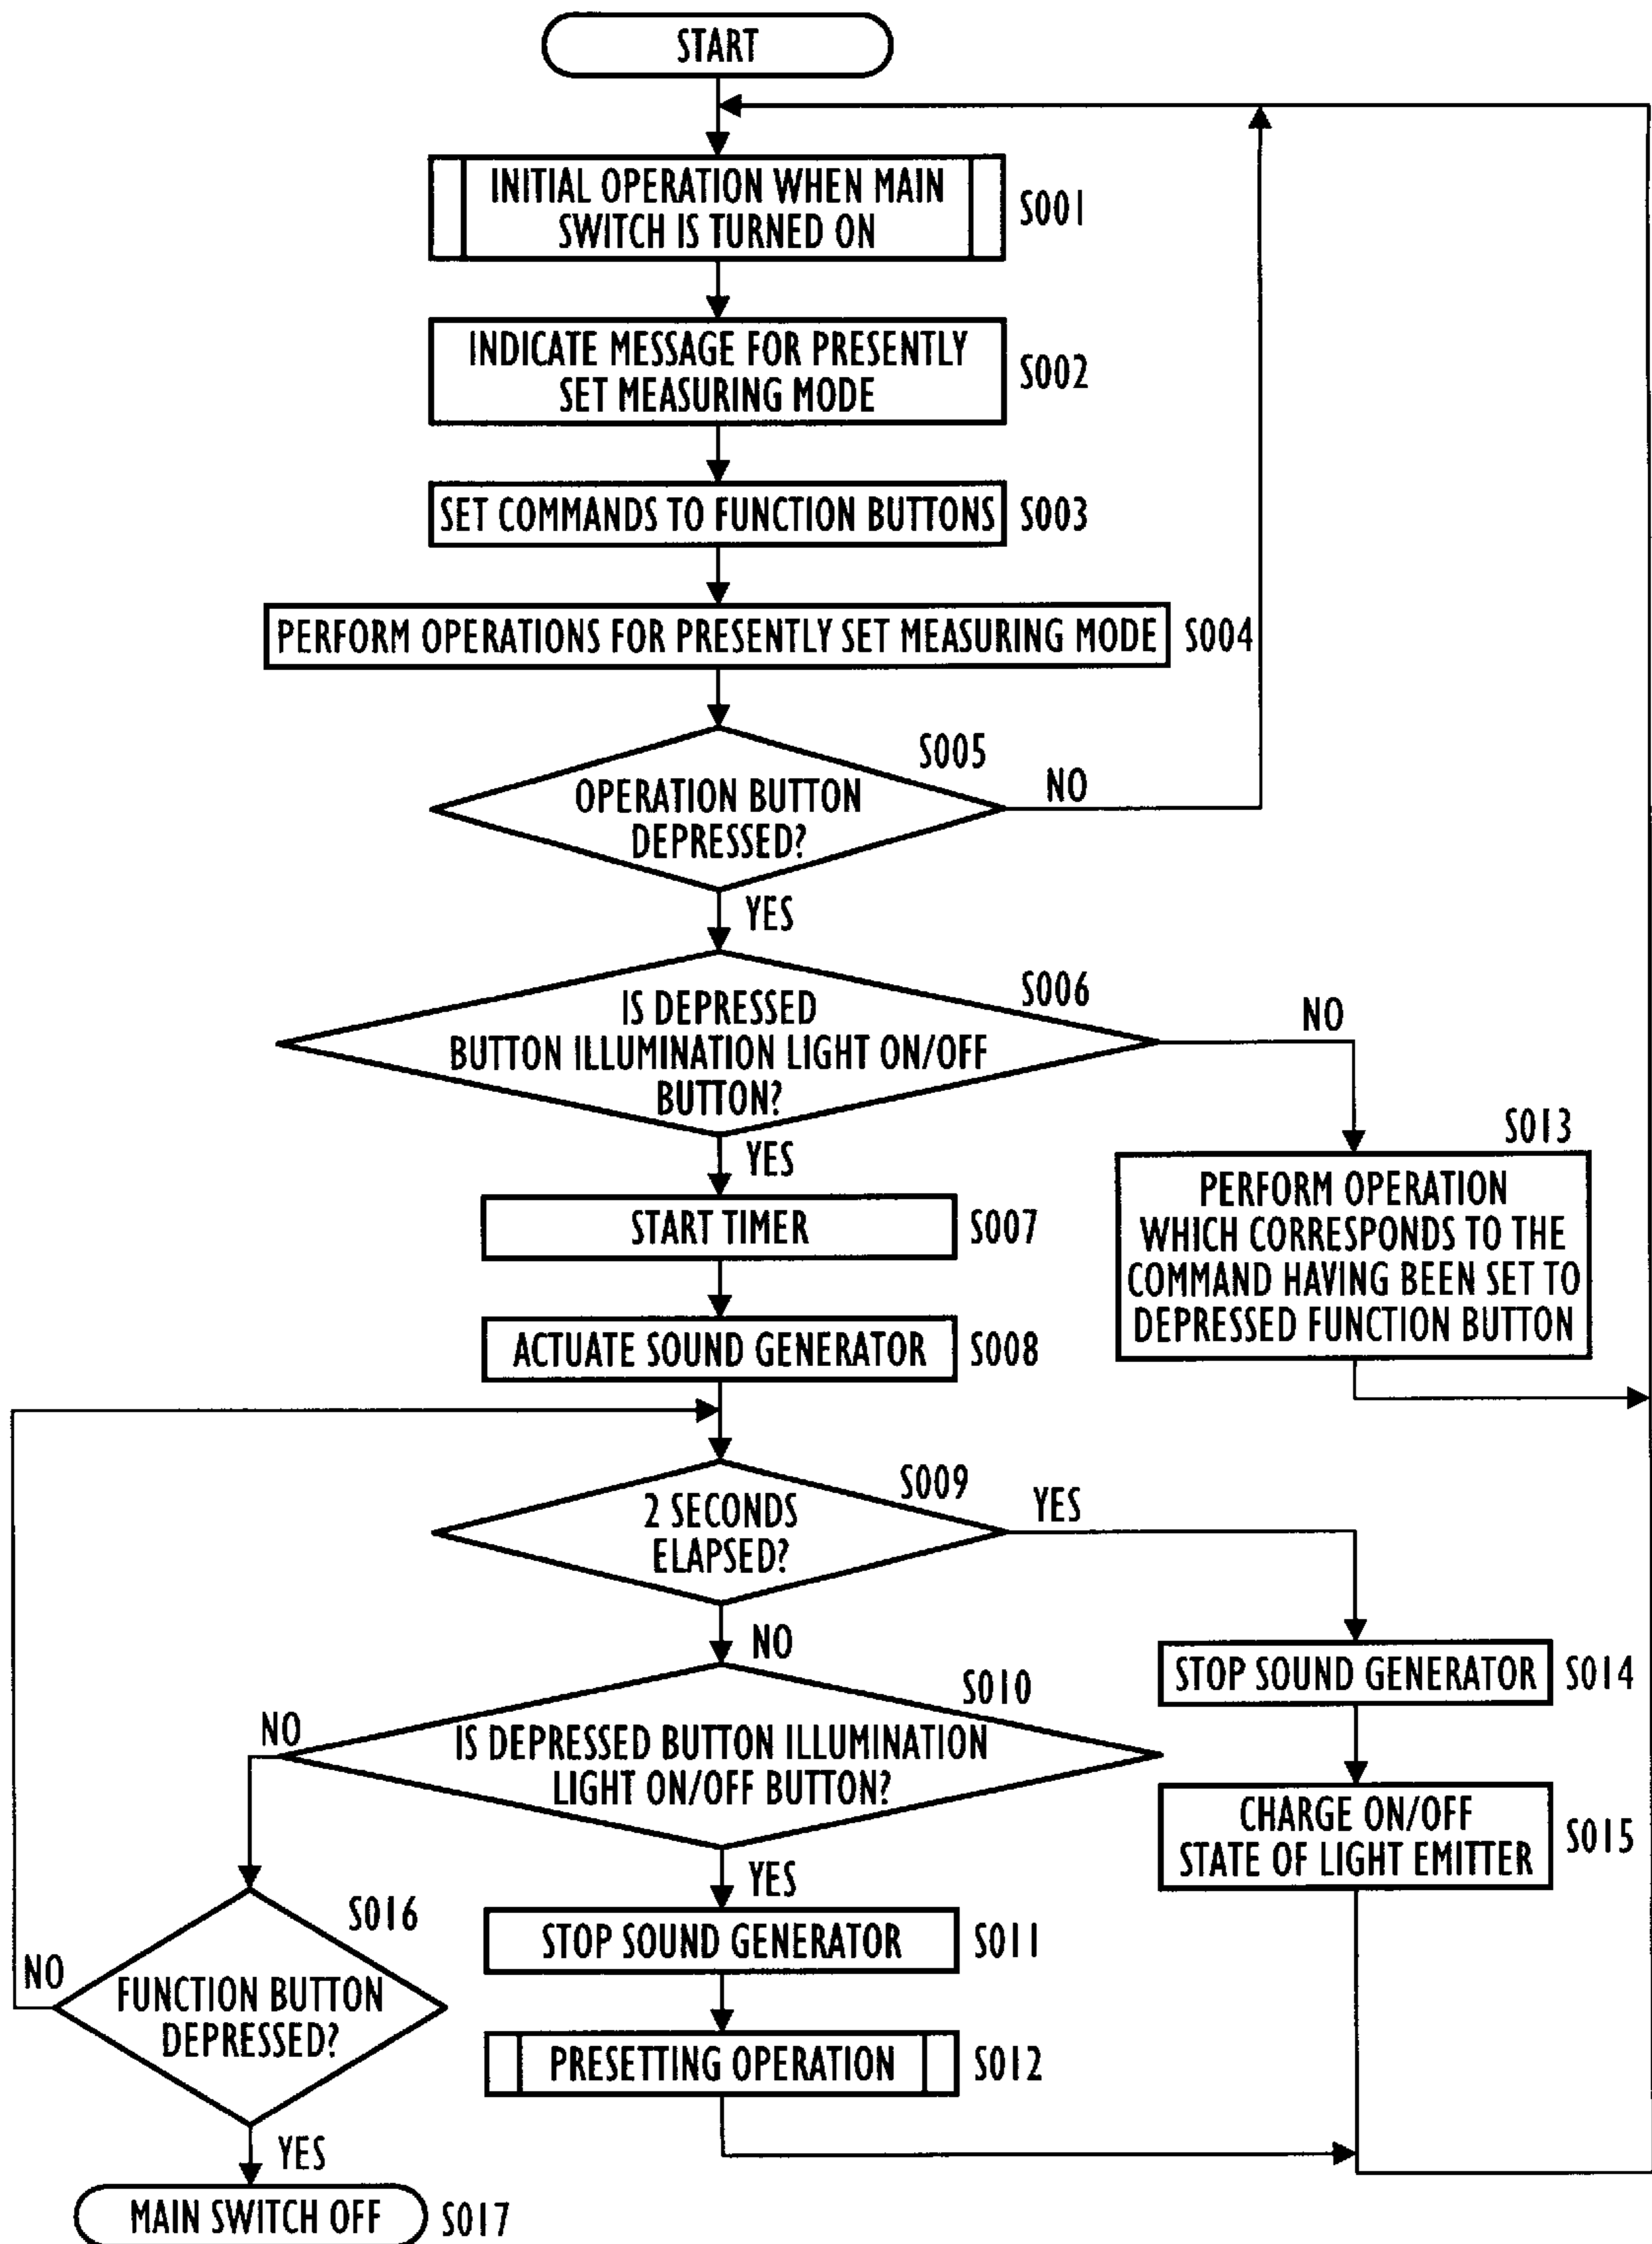 START
INITIAL OPERATION WHEN MAIN
SWITCH IS TURNED ON
S001
INDICATE MESSAGE FOR PRESENTLY
SET MEASURING MODE
S002
SET COMMANDS TO FUNCTION BUTTONS
S003
PERFORM OPERATIONS FOR PRESENTLY SET MEASURING MODE
S004
S005
OPERATION BUTTON
DEPRESSED?
NO
YES
S006
IS DEPRESSED
BUTTON ILLUMINATION LIGHT ON/OFF
BUTTON?
NO
YES
S013
PERFORM OPERATION
WHICH CORRESPONDS TO THE
COMMAND HAVING BEEN SET TO
DEPRESSED FUNCTION BUTTON
START TIMER
S007
ACTUATE SOUND GENERATOR
S008
S009
2 SECONDS
ELAPSED?
YES
NO
STOP SOUND GENERATOR
S014
S010
NO
IS DEPRESSED BUTTON ILLUMINATION
LIGHT ON/OFF BUTTON?
CHARGE ON/OFF
STATE OF LIGHT EMITTER
S015
YES
S016
STOP SOUND GENERATOR
S011
NO
FUNCTION BUTTON
DEPRESSED?
PRESETTING OPERATION
S012
YES
MAIN SWITCH OFF
S017